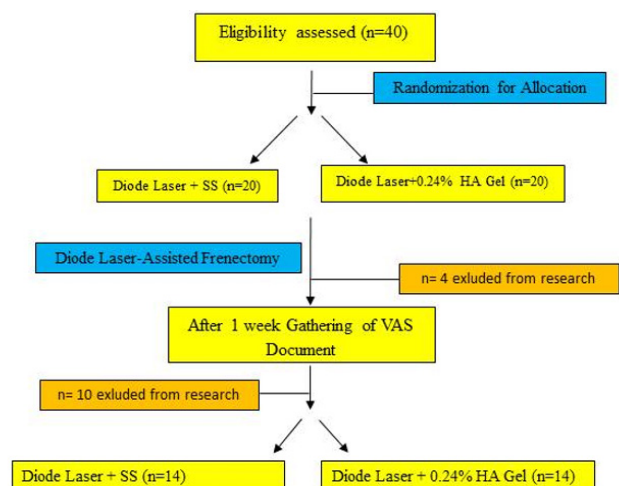 Eligibility assessed (n=40)
Randomization for Allocation
Diode Laser + SS (n=20)
Diode Laser+0.24% HA Gel (n=20)
Diode Laser-Assisted Frenectomy
n= 4 exluded from research
After 1 week Gathering of VAS
Document
n= 10 exluded from research
Diode Laser + SS (n=14)
Diode Laser + 0.24% HA Gel (n=14)